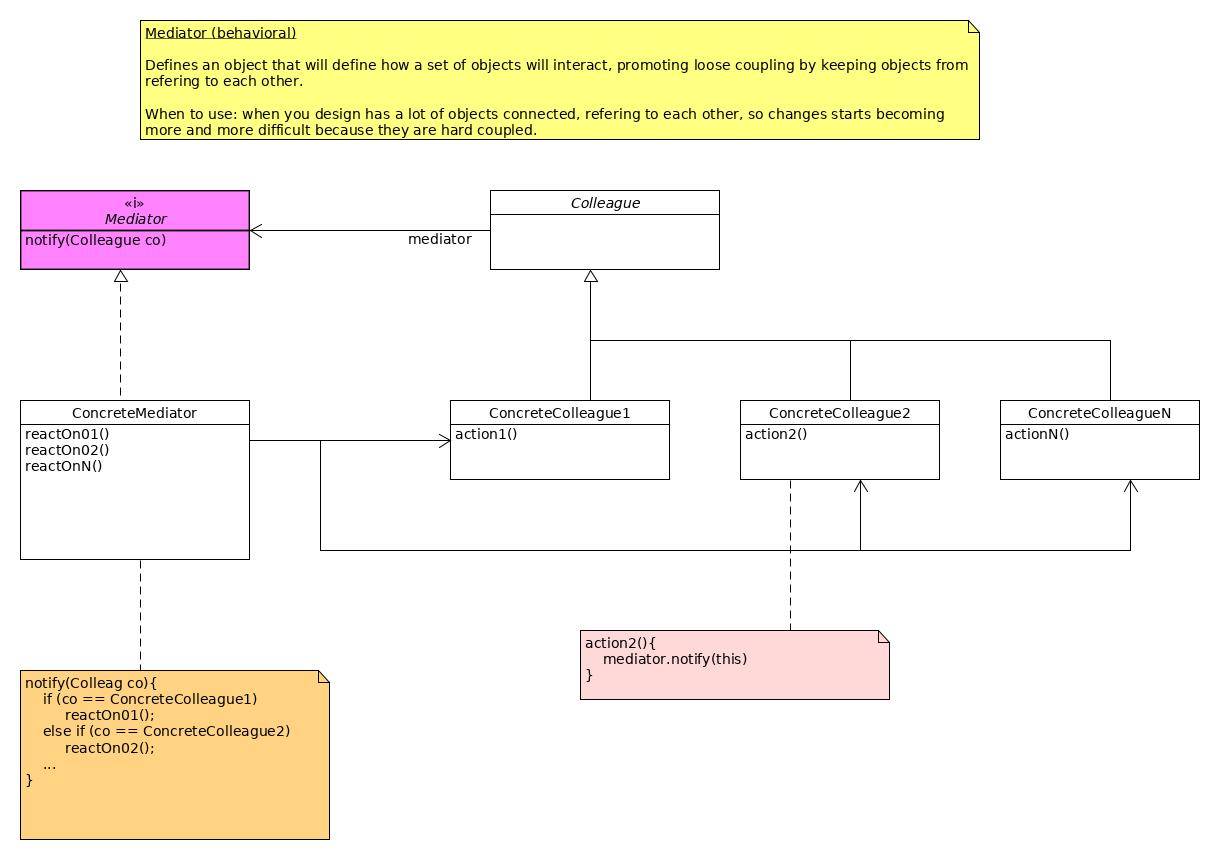 Mediator (behavioral)
Defines an object that will define how a set of objects will interact, promoting loose coupling by keeping objects from
refering to each other.
When to use: when you design has a lot of objects connected, refering to each other, so changes starts becoming
more and more difficult because they are hard coupled.
«i»
Mediator
notify(Colleague co)
mediator
Colleague
ConcreteMediator
reactOn01()
reactOn02()
reactOnN()
ConcreteColleague1
action1()
ConcreteColleague2
action2()
ConcreteColleagueN
actionN()
action2(){
mediator.notify(this)
}
notify(Colleag co){
if (co == ConcreteColleague1)
reactOn01();
else if (co == ConcreteColleague2)
reactOn02();
...
}